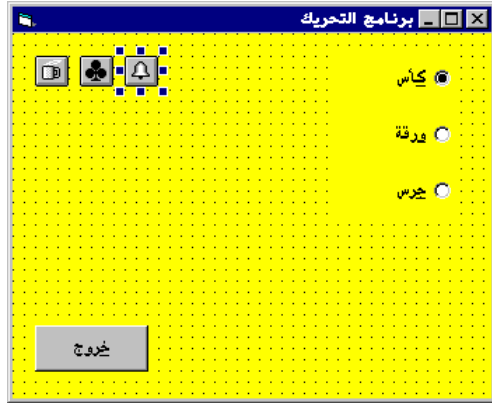 برنامج التحريك
كأس
ورقة
جرس
خروج